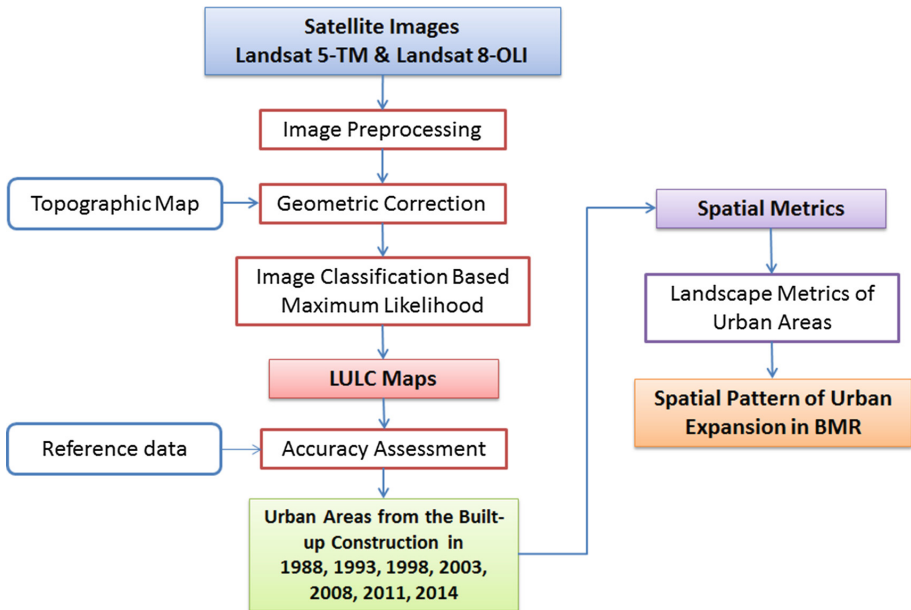 Satellite Images
Landsat 5-TM & Landsat 8-OLI
Image Preprocessing
Topographic Map
Geometric Correction
Image Classification Based
Maximum Likelihood
LULC Maps
Reference data
Accuracy Assessment
Urban Areas from the Built-
up Construction in
1988, 1993, 1998, 2003,
2008, 2011, 2014
Spatial Metrics
Landscape Metrics of
Urban Areas
Spatial Pattern of Urban
Expansion in BMR